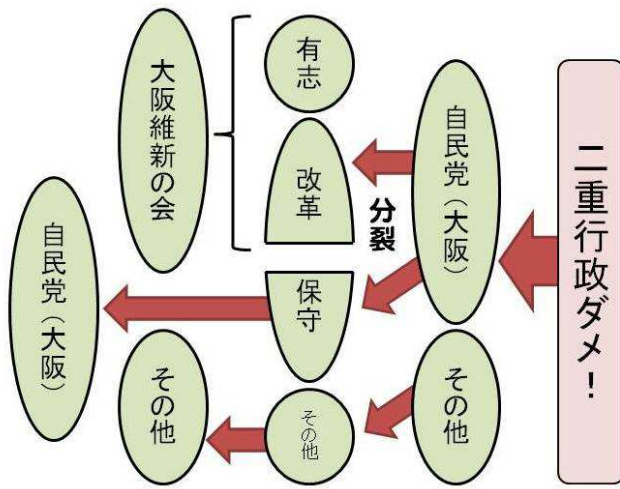 二重行政ダメ！
自民党（大阪）
その他
分裂
有志
改革
保守
その他
大阪維新の会
その他
自民党（大阪）